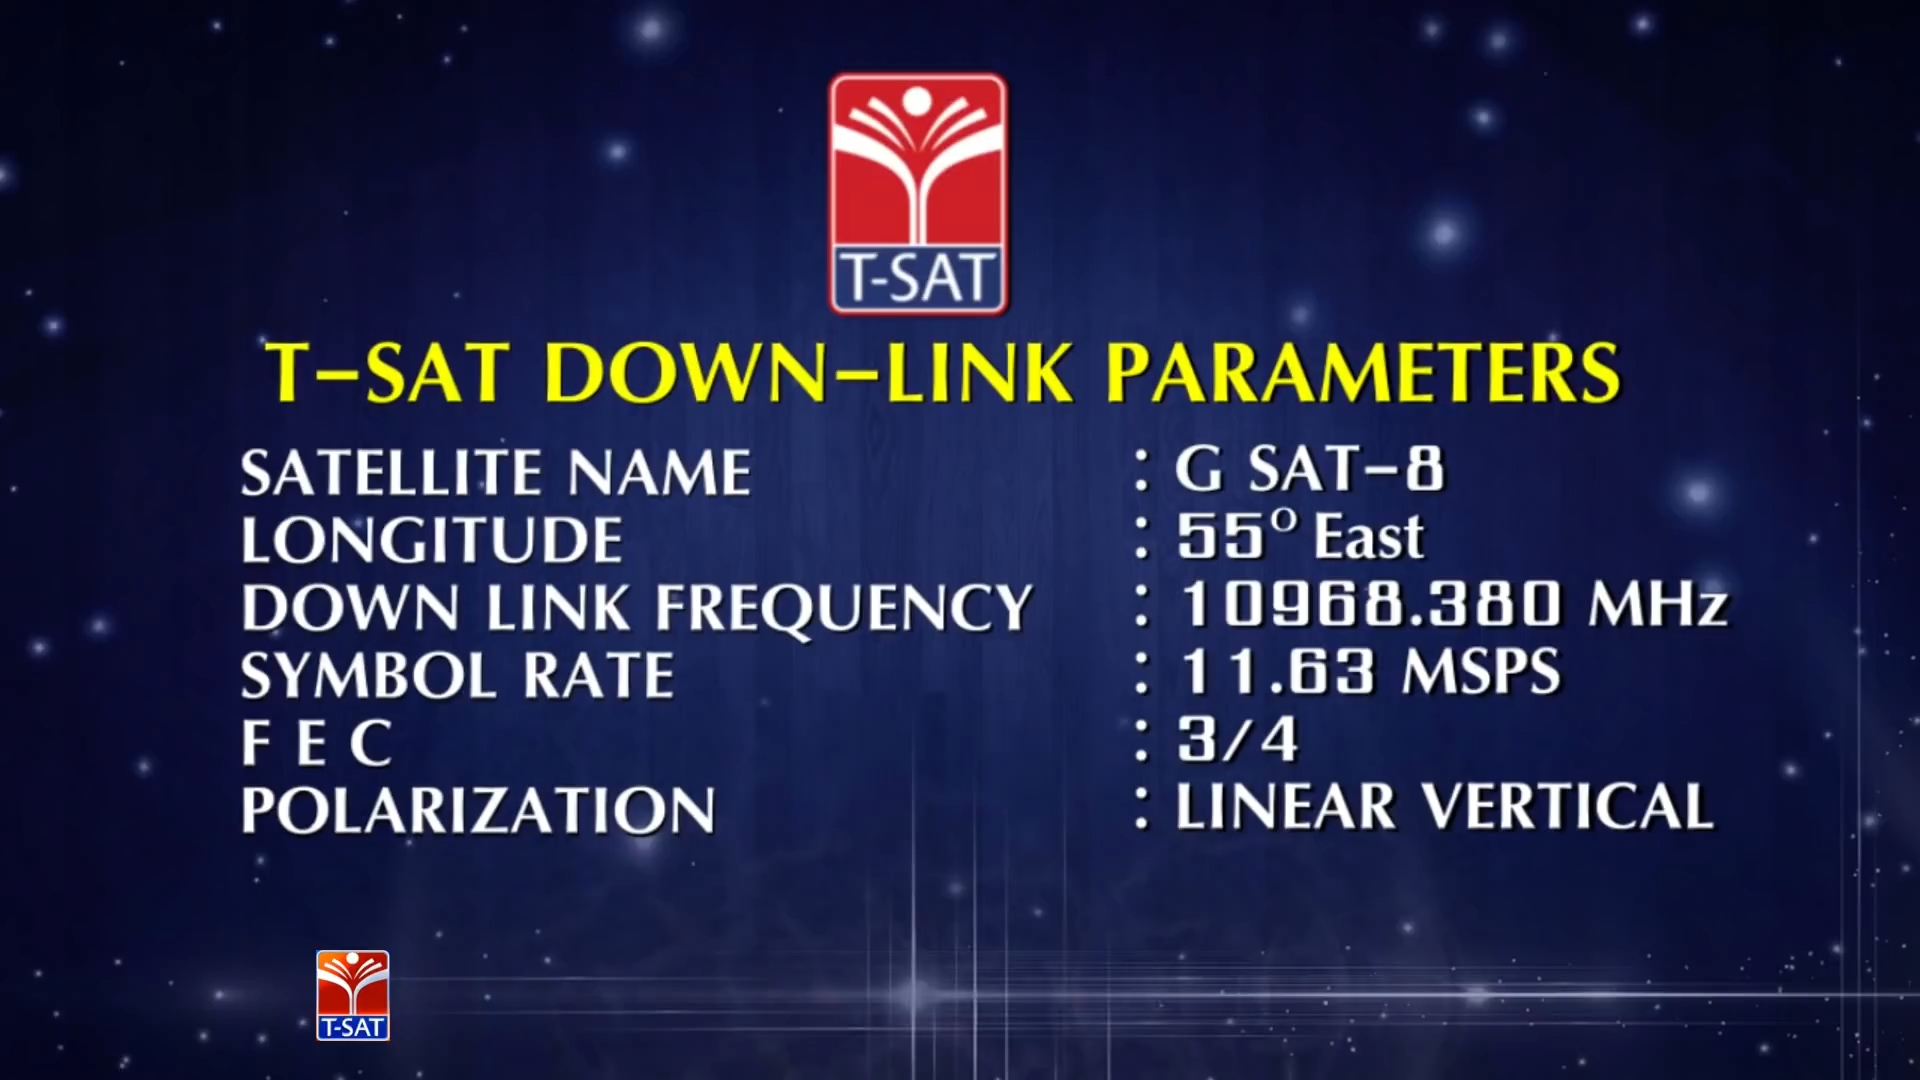 T-SAT
T-SAT DOWN-LINK PARAMETERS
SATELLITE NAME : G SAT-8
LONGITUDE : 55° East
DOWN LINK FREQUENCY : 10968.380 MHz
SYMBOL RATE : 11.63 MSPS
F E C : 3/4
POLARIZATION : LINEAR VERTICAL
T-SAT